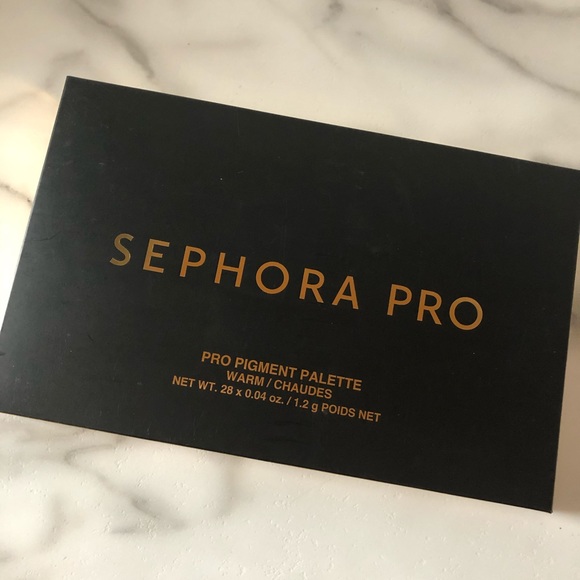 SEPHORA PRO
PRO PIGMENT PALETTE
WARM / CHAUDES
NET WT. 28 x 0.04 oz. / 1.2 g POIDS NET